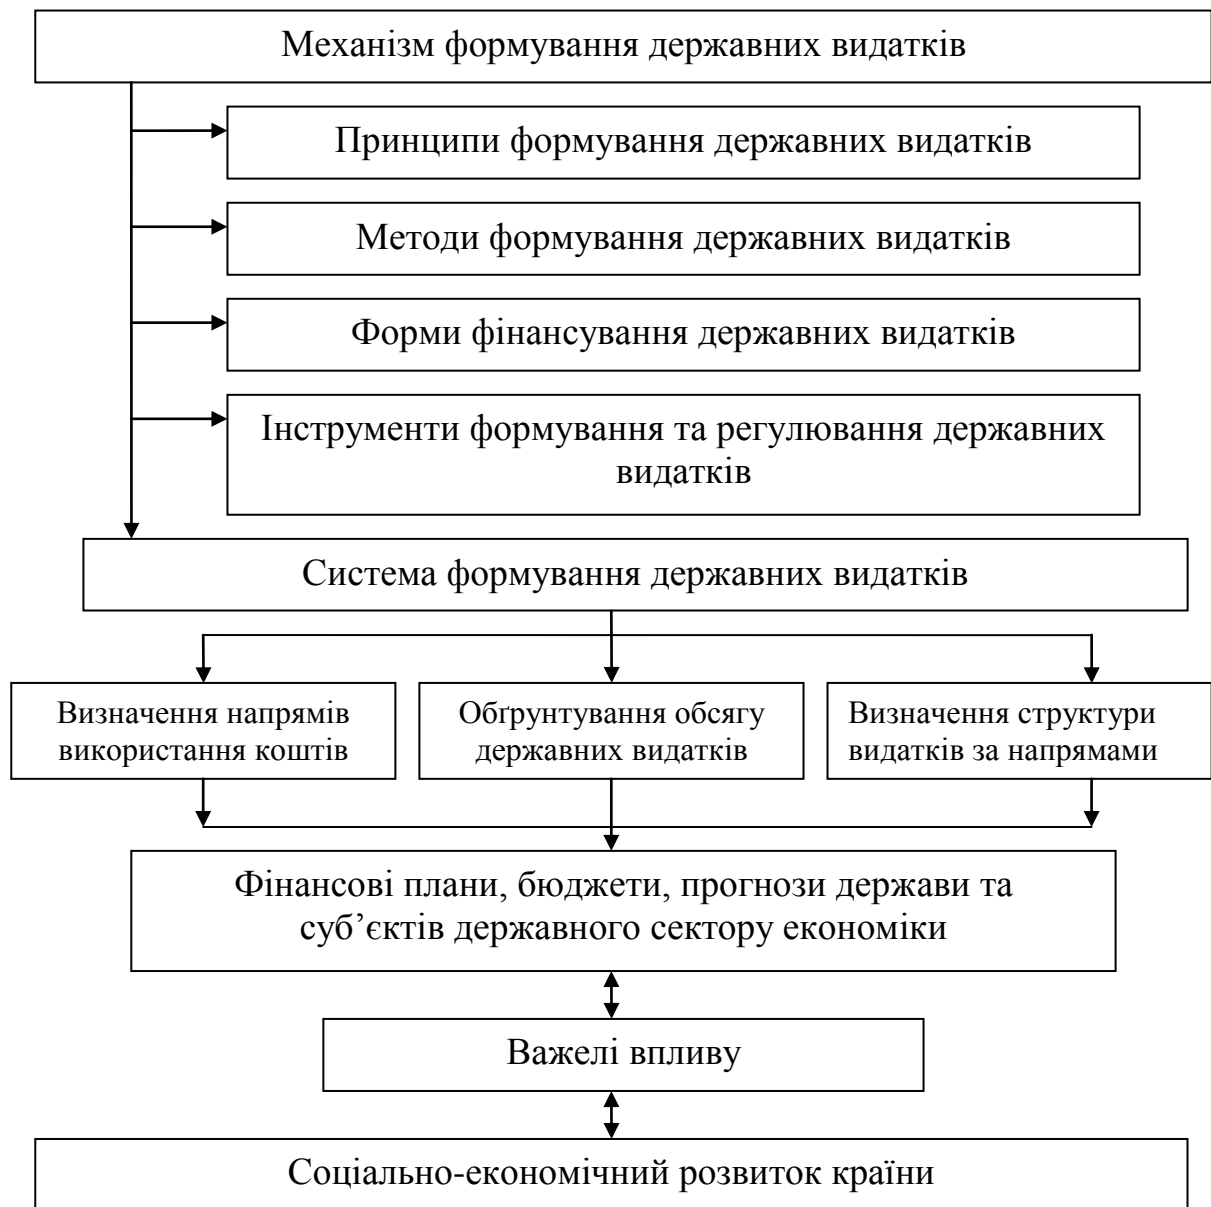 Механізм формування державних видатків
Принципи формування державних видатків
Методи формування державних видатків
Форми фінансування державних видатків
Інструменти формування та регулювання державних
видатків
Система формування державних видатків
Визначення напрямів
використання коштів
Обґрунтування обсягу
державних видатків
Визначення структури
видатків за напрямами
Фінансові плани, бюджети, прогнози держави та
суб’єктів державного сектору економіки
Важелі впливу
Соціально-економічний розвиток країни